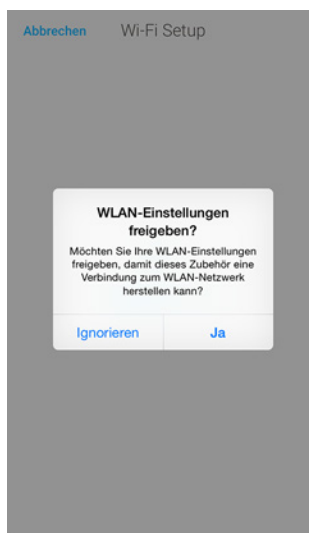 Abbrechen Wi-Fi Setup
WLAN-Einstellungen
freigeben?
Möchten Sie Ihre WLAN-Einstellungen
freigeben, damit dieses Zubehör eine
Verbindung zum WLAN-Netzwerk
herstellen kann?
Ignorieren Ja